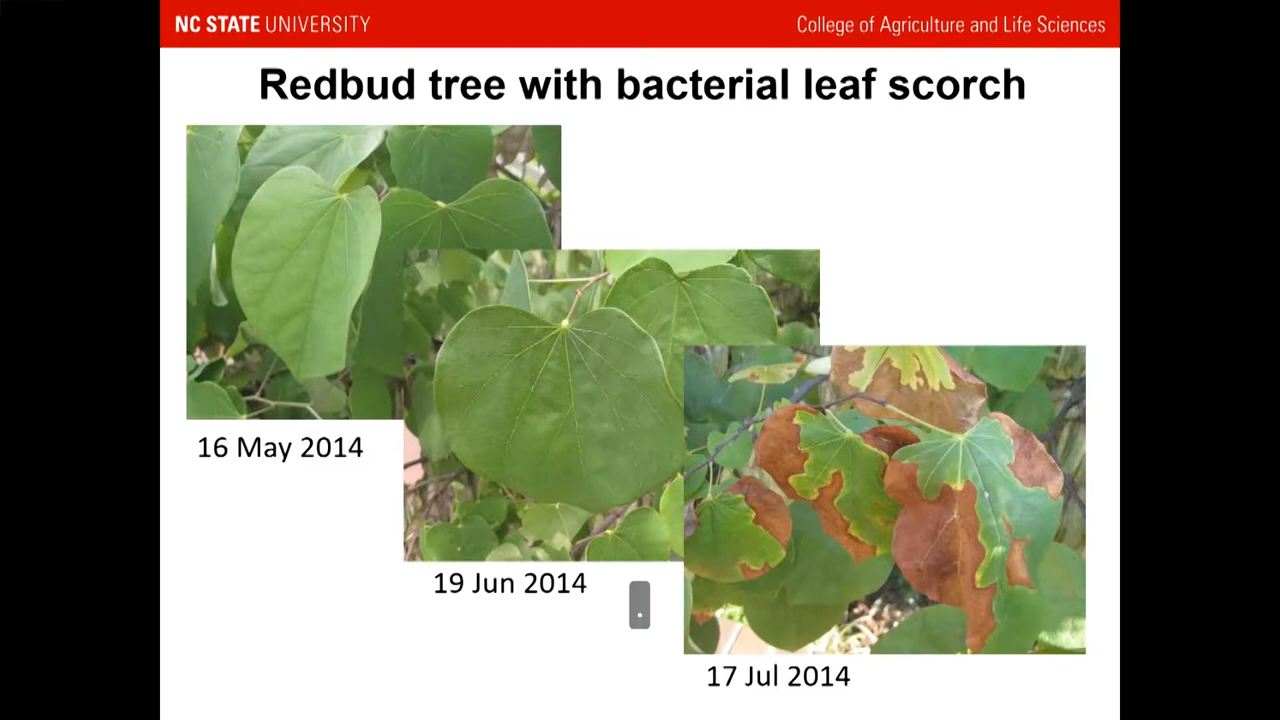 NC STATE UNIVERSITY
College of Agriculture and Life Sciences
Redbud tree with bacterial leaf scorch
16 May 2014
19 Jun 2014
17 Jul 2014